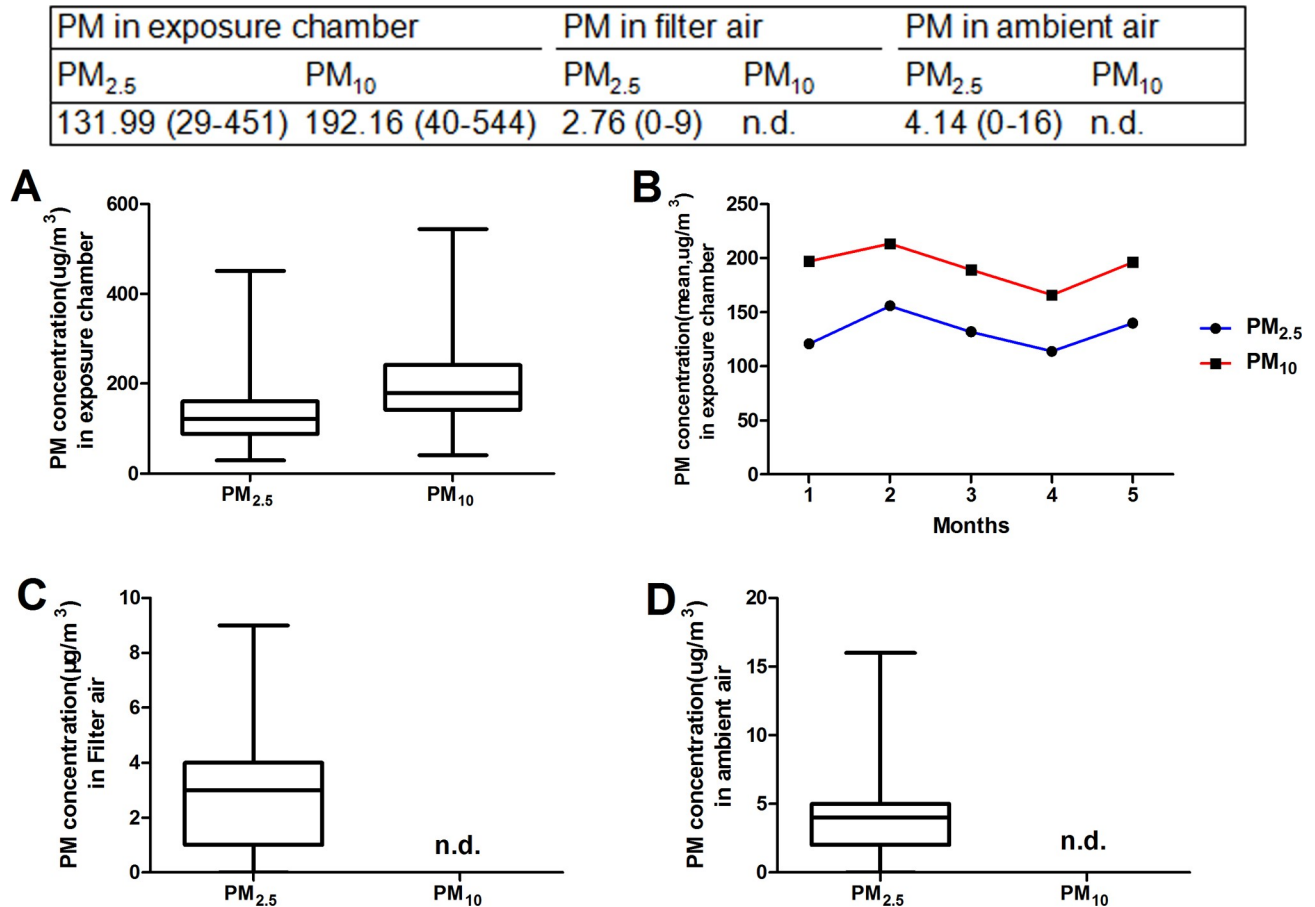 PM in exposure chamber PM in filter air PM in ambient air
PM2.5 PM10 PM2.5 PM10 PM2.5 PM10
131.99 (29-451) 192.16 (40-544) 2.76 (0-9) n.d. 4.14 (0-16) n.d.
A
PM concentration(ug/m3)
in exposure chamber
600
400
200
0
PM2.5 PM10
B
PM concentration(mean,ug/m3)
in exposure chamber
250
200
150
100
50
0
1 2 3 4 5
Months
PM2.5
PM10
C
PM concentration(µg/m3)
in Filter air
10
8
6
4
2
0
n.d.
PM2.5 PM10
D
PM concentration(ug/m3)
in ambient air
20
15
10
5
0
n.d.
PM2.5 PM10